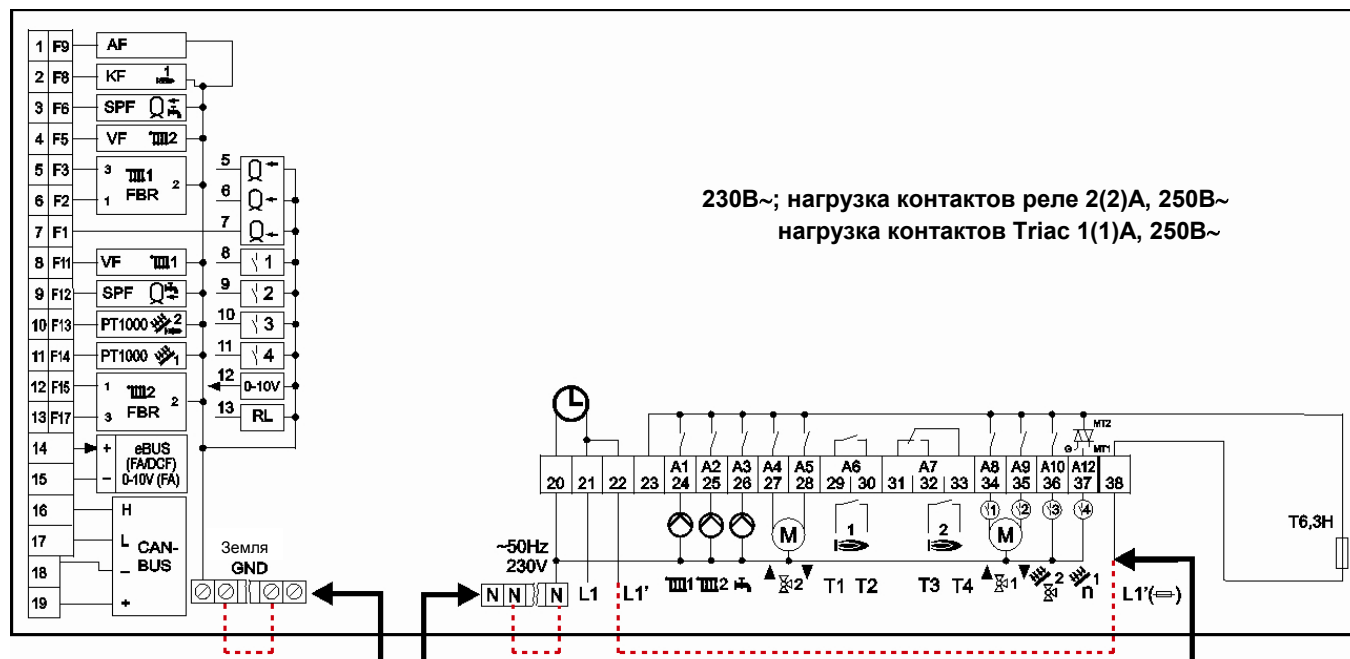 1 F9 AF
2 F8 KF 1
3 F6 SPF
4 F5 VF 2
5 F3 3 1 2 5
6 F2 1 FBR 6
7 F1 7
230В~; нагрузка контактов реле 2(2)А, 250В~
нагрузка контактов Triac 1(1)А, 250В~
8 F11 VF 1 8 1
9 F12 SPF 9 2
10 F13 PT1000 2 10 3
11 F14 PT1000 1 11 4
12 F15 1 2 2 12 0-10V
13 F17 3 FBR 13 RL
14 + eBUS
(FA/DCF)
15 - 0-10V (FA)
16 H
17 L CAN-
18 - BUS
19 +
MT2
G MT1
A1 A2 A3 A4 A5 A6 A7 A8 A9 A10 A12
20 21 22 23 24 25 26 27 28 29 30 31 32 33 34 35 36 37 38
1 2 3 4
M 1 2 M
T6,3H
Земля
GND
~50Hz
230V
N N N L1 L1' 1 2 2 T1 T2 T3 T4 1 2 1 1 n L1'( )